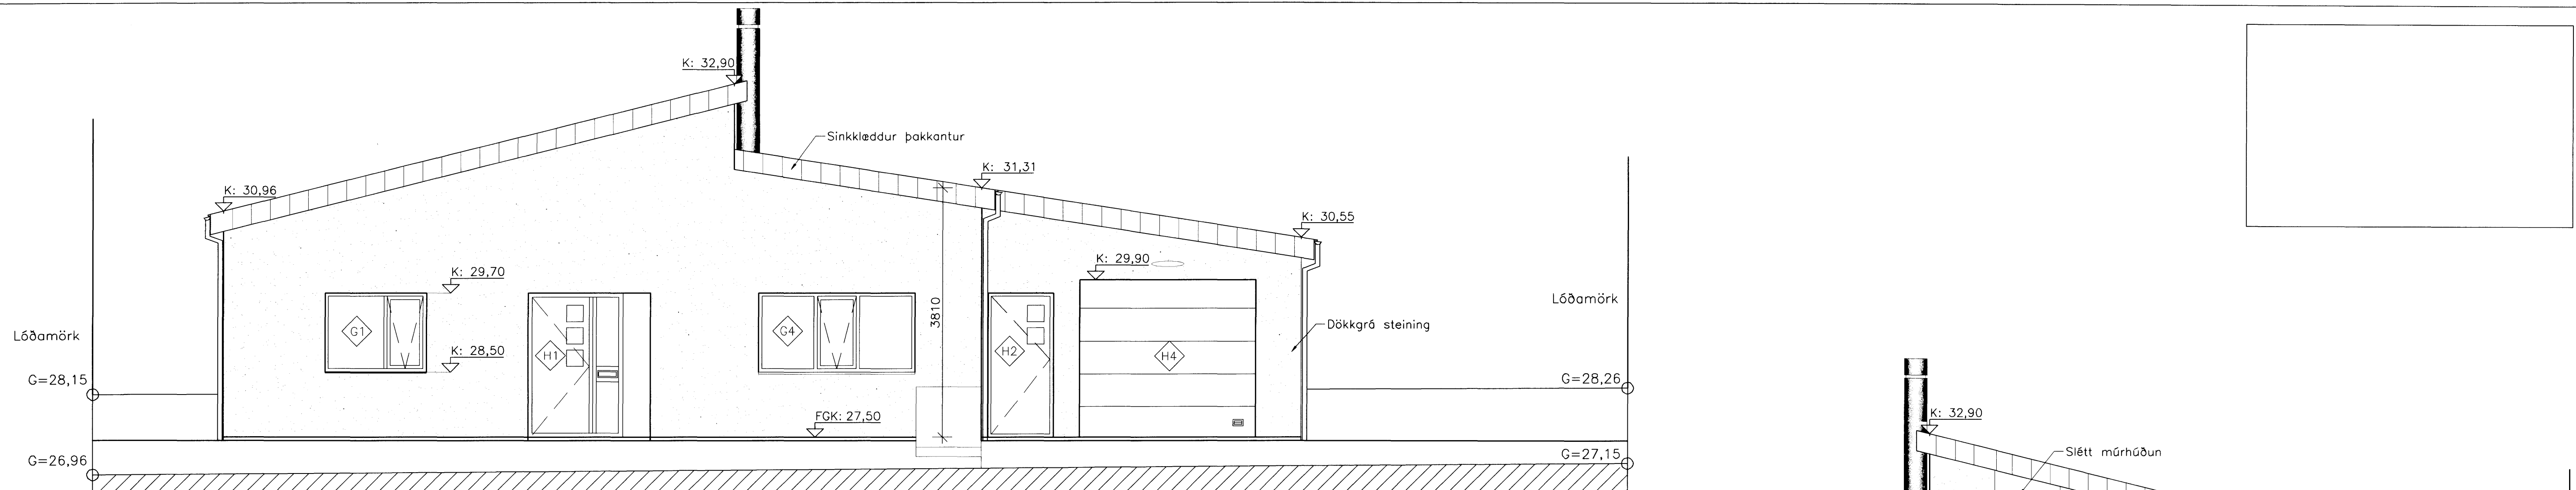 K: 32,90
Sinkklæddur þakkantur
K: 31,31
K: 30,96
K: 30,55
K: 29,90
K: 29,70
3810
Lóðamörk
Lóðamörk
G1
G4
H1
H2
H4
Dökkgrá steining
K: 28,50
G=28,15
G=28,26
FGK: 27,50
G=26,96
G=27,15
K: 32,90
Slétt múrhúðun